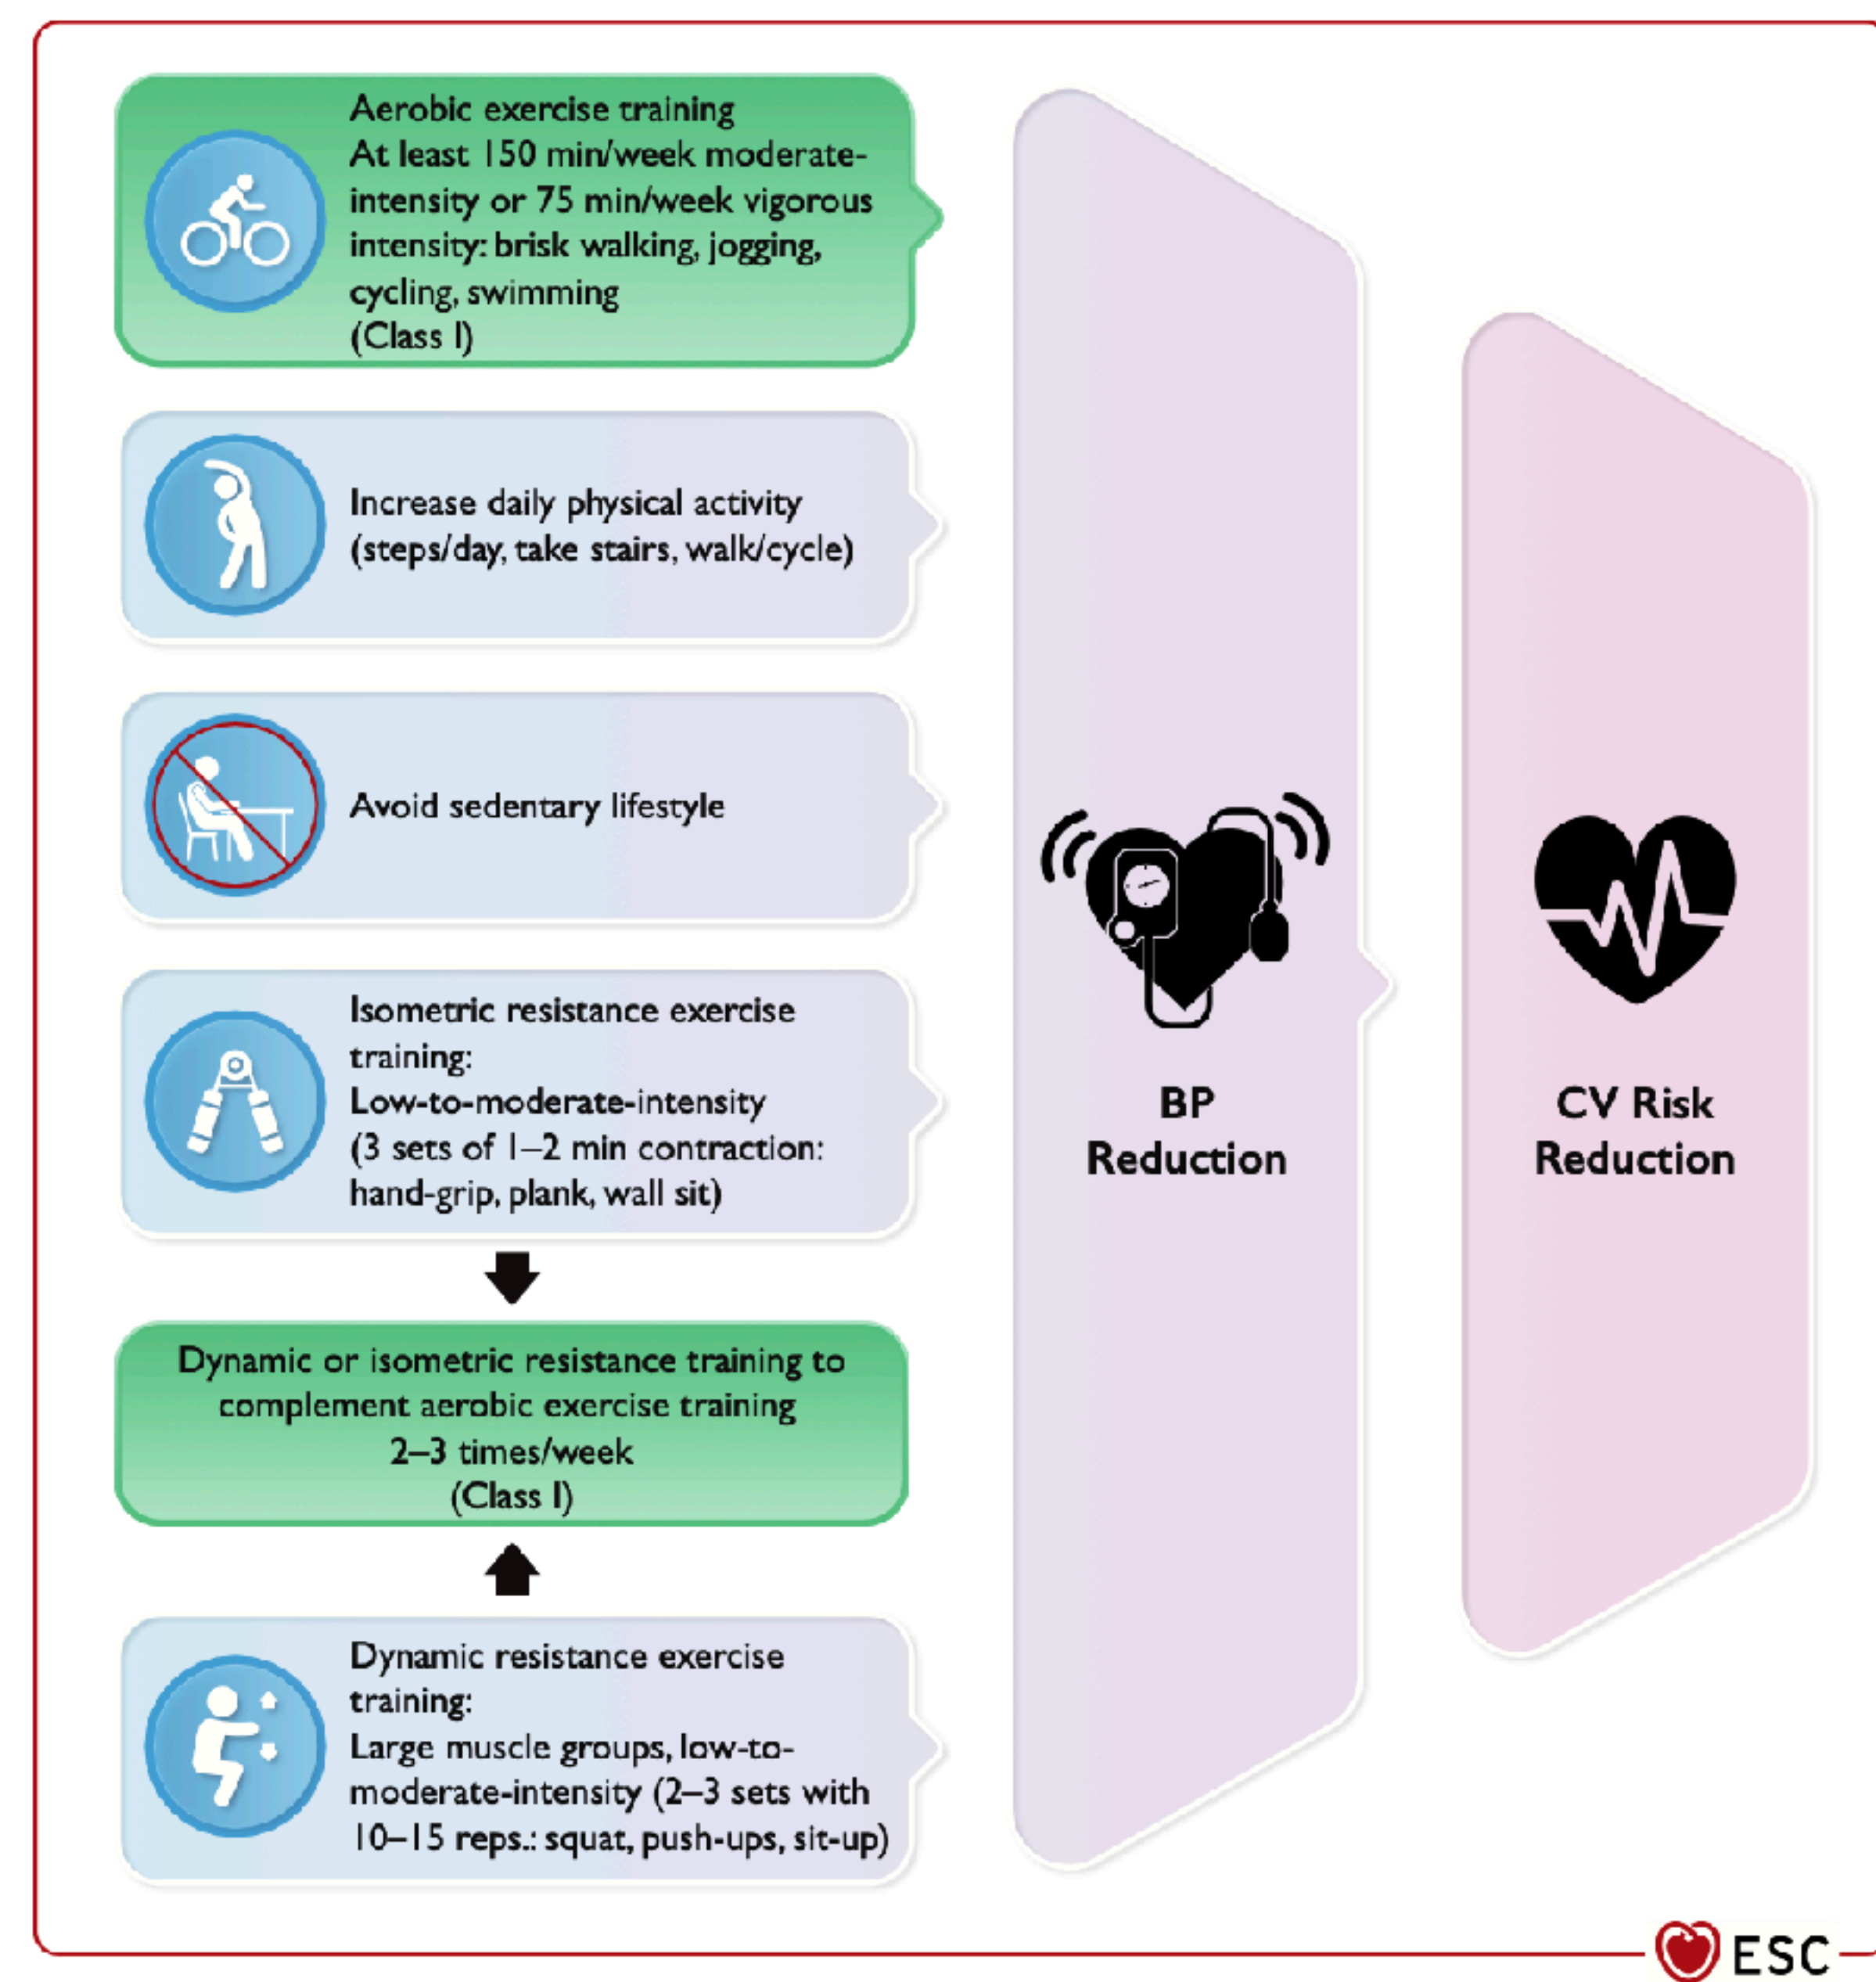 Aerobic exercise training
At least 150 min/week moderate-
intensity or 75 min/week vigorous
intensity: brisk walking, jogging,
cycling, swimming
(Class I)
Increase daily physical activity
(steps/day, take stairs, walk/cycle)
Avoid sedentary lifestyle
Isometric resistance exercise
training:
Low-to-moderate-intensity
(3 sets of 1–2 min contraction:
hand-grip, plank, wall sit)
Dynamic or isometric resistance training to
complement aerobic exercise training
2–3 times/week
(Class I)
Dynamic resistance exercise
training:
Large muscle groups, low-to-
moderate-intensity (2–3 sets with
10–15 reps.: squat, push-ups, sit-up)
BP
Reduction
CV Risk
Reduction
ESC